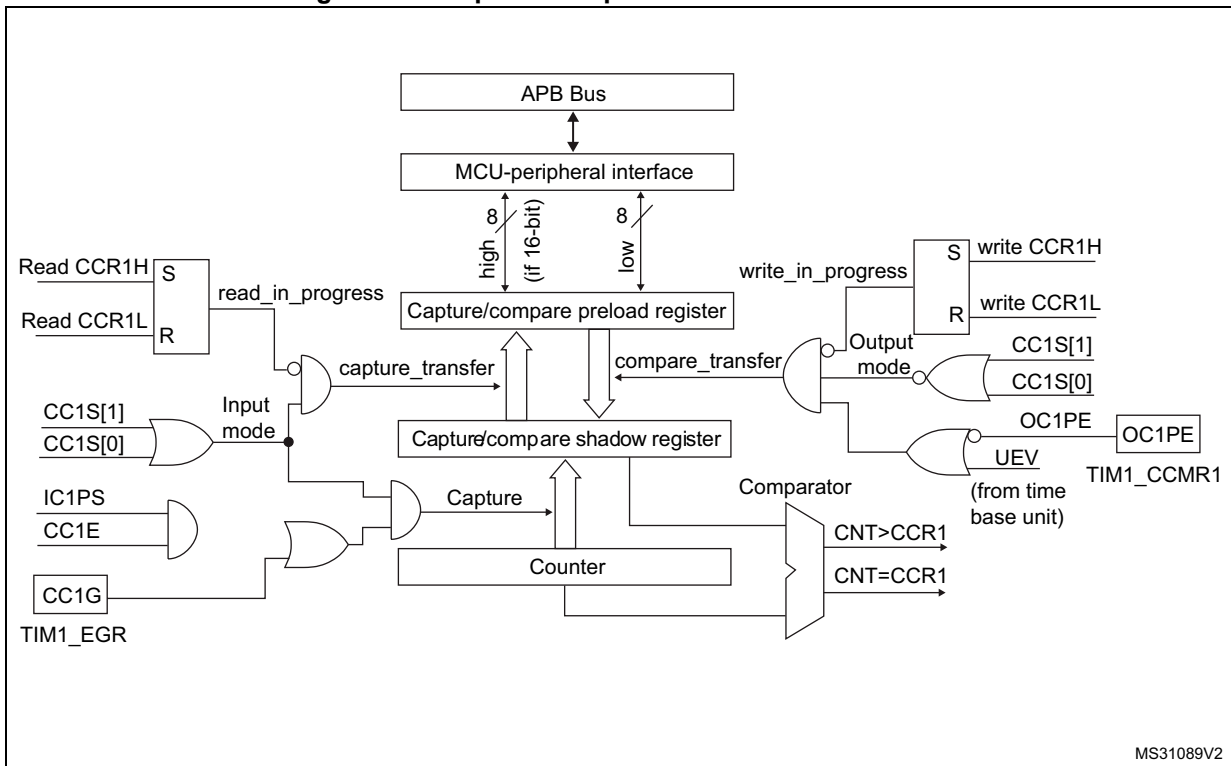 APB Bus
MCU-peripheral interface
8
high
(if 16-bit)
8
low
Read CCR1H
S
read_in_progress
Read CCR1L
R
write_in_progress
S
write CCR1H
R
write CCR1L
Capture/compare preload register
capture_transfer
compare_transfer
Output
mode
CC1S[1]
CC1S[0]
CC1S[1]
CC1S[0]
Input
mode
Capture/compare shadow register
OC1PE
OC1PE
UEV
TIM1_CCMR1
(from time
base unit)
IC1PS
CC1E
Capture
Comparator
CNT>CCR1
CNT=CCR1
Counter
CC1G
TIM1_EGR
MS31089V2